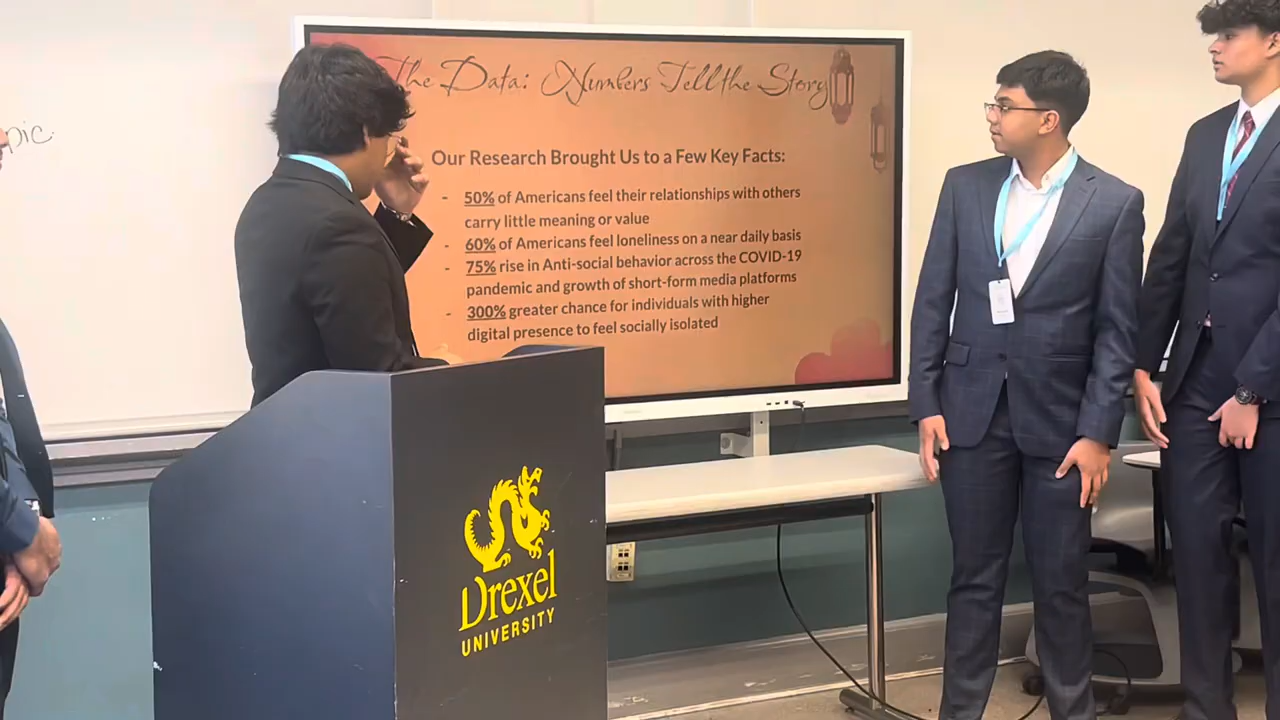 pic
The Data: Numbers Tell the Story
Our Research Brought Us to a Few Key Facts:
- 50% of Americans feel their relationships with others
carry little meaning or value
- 60% of Americans feel loneliness on a near daily basis
- 75% rise in Anti-social behavior across the COVID-19
pandemic and growth of short-form media platforms
- 300% greater chance for individuals with higher
digital presence to feel socially isolated
Drexel
UNIVERSITY